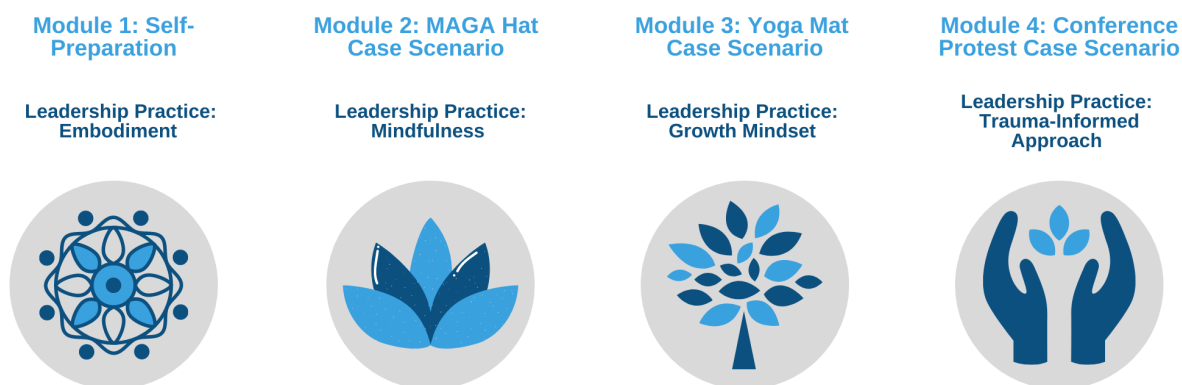 Module 1: Self-
Preparation
Leadership Practice:
Embodiment
Module 2: MAGA Hat
Case Scenario
Leadership Practice:
Mindfulness
Module 3: Yoga Mat
Case Scenario
Leadership Practice:
Growth Mindset
Module 4: Conference
Protest Case Scenario
Leadership Practice:
Trauma-Informed
Approach